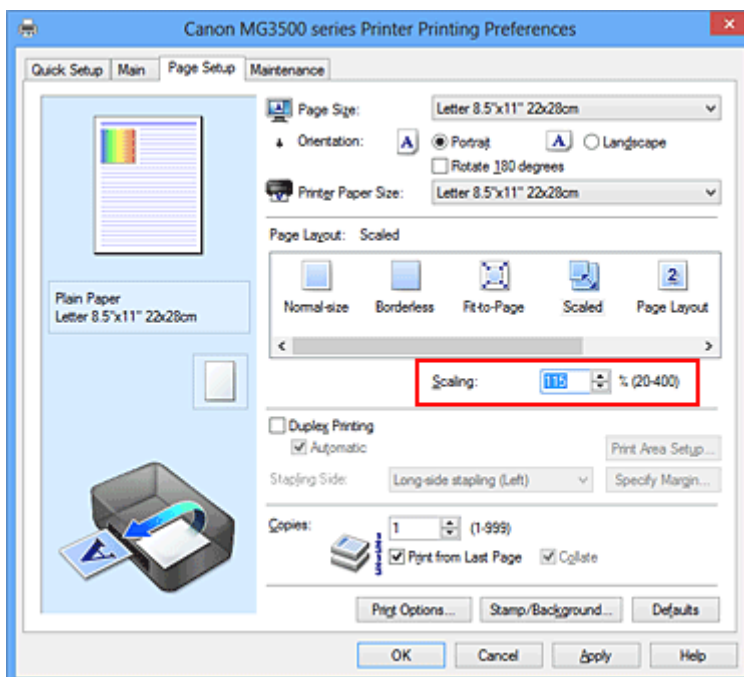 Canon MG3500 series Printer Printing Preferences
Quick Setup Main Page Setup Maintenance
Page Size: Letter 8.5"x11" 22x28cm
Orientation: A Portrait A Landscape
Rotate 180 degrees
Printer Paper Size: Letter 8.5"x11" 22x28cm
Page Layout: Scaled
Normal-size Borderless Fit-to-Page Scaled Page Layout
Plain Paper
Letter 8.5"x11" 22x28cm
Scaling: 115 % (20-400)
Duplex Printing
Automatic Print Area Setup...
Stapling Side: Long-side stapling (Left) Specify Margin...
Copies: 1 (1-999)
Print from Last Page Collate
Print Options... Stamp/Background... Defaults
OK Cancel Apply Help